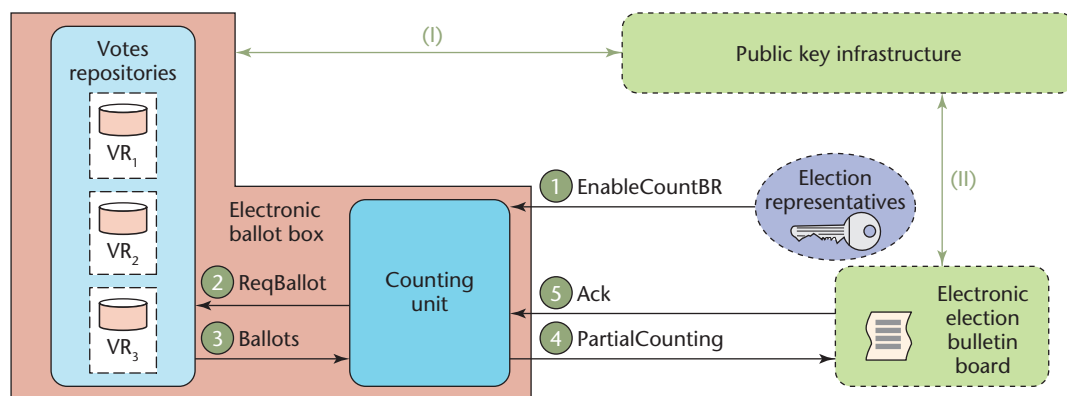 Votes
repositories
VR1
VR2
VR3
(I)
Public key infrastructure
(II)
Electronic
ballot box
Counting
unit
1 EnableCountBR
Election
representatives
2 ReqBallot
3 Ballots
5 Ack
4 PartialCounting
Electronic
election
bulletin
board